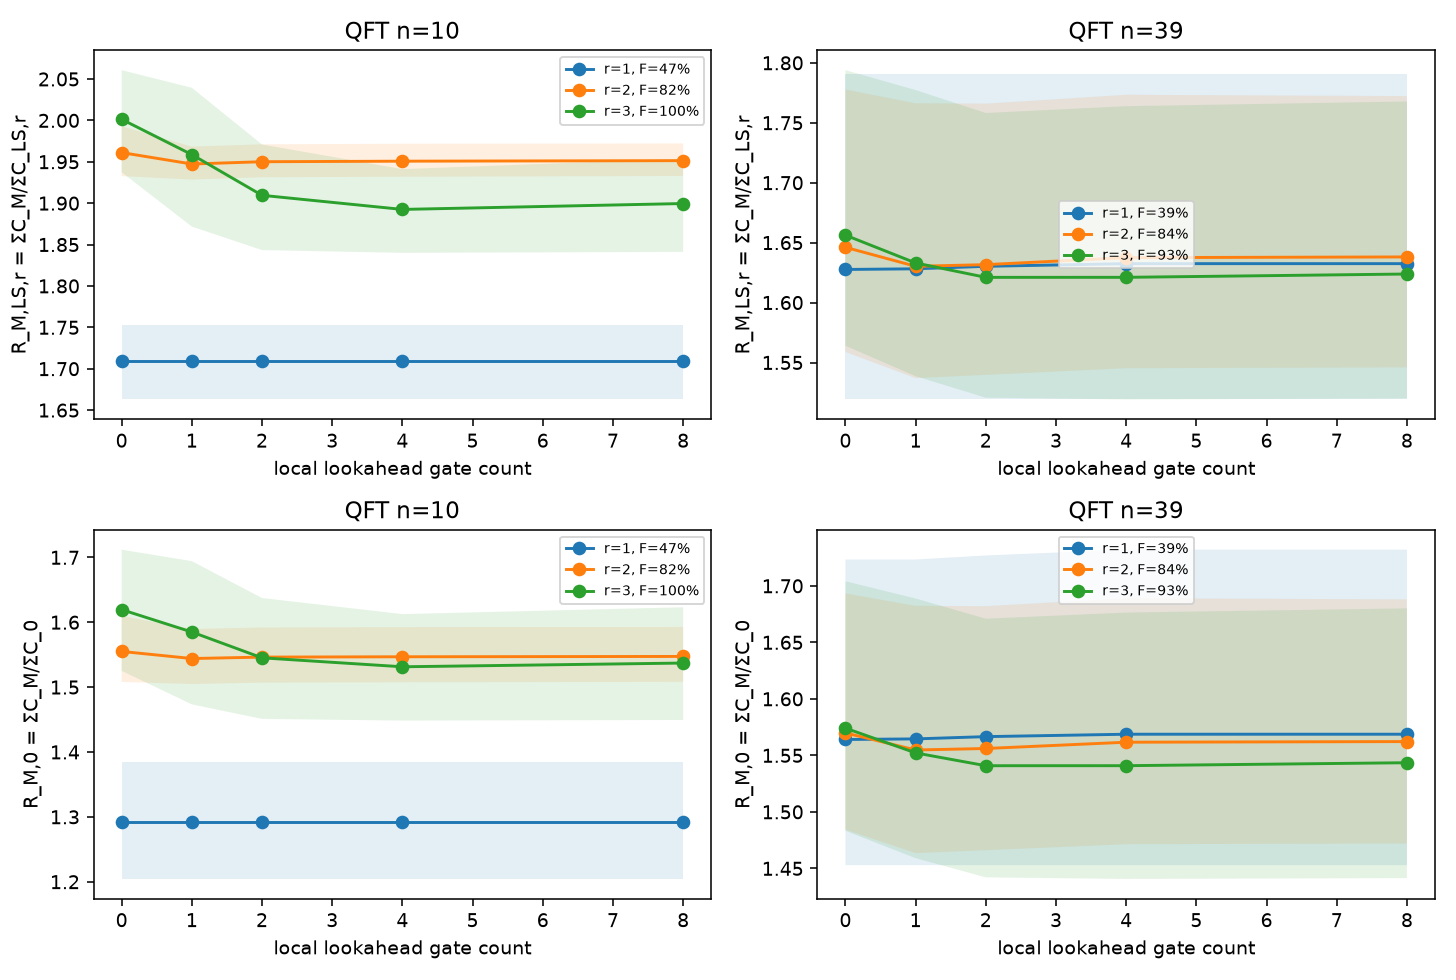 QFT n=10
R_M,LS,r = ΣC_M/ΣC_LS,r
2.05
2.00
1.95
1.90
1.85
1.80
1.75
1.70
1.65
r=1, F=47%
r=2, F=82%
r=3, F=100%
0 1 2 3 4 5 6 7 8
local lookahead gate count
QFT n=39
R_M,LS,r = ΣC_M/ΣC_LS,r
1.80
1.75
1.70
1.65
1.60
1.55
r=1, F=39%
r=2, F=84%
r=3, F=93%
0 1 2 3 4 5 6 7 8
local lookahead gate count
QFT n=10
R_M,0 = ΣC_M/ΣC_0
1.7
1.6
1.5
1.4
1.3
1.2
r=1, F=47%
r=2, F=82%
r=3, F=100%
0 1 2 3 4 5 6 7 8
local lookahead gate count
QFT n=39
R_M,0 = ΣC_M/ΣC_0
1.70
1.65
1.60
1.55
1.50
1.45
r=1, F=39%
r=2, F=84%
r=3, F=93%
0 1 2 3 4 5 6 7 8
local lookahead gate count